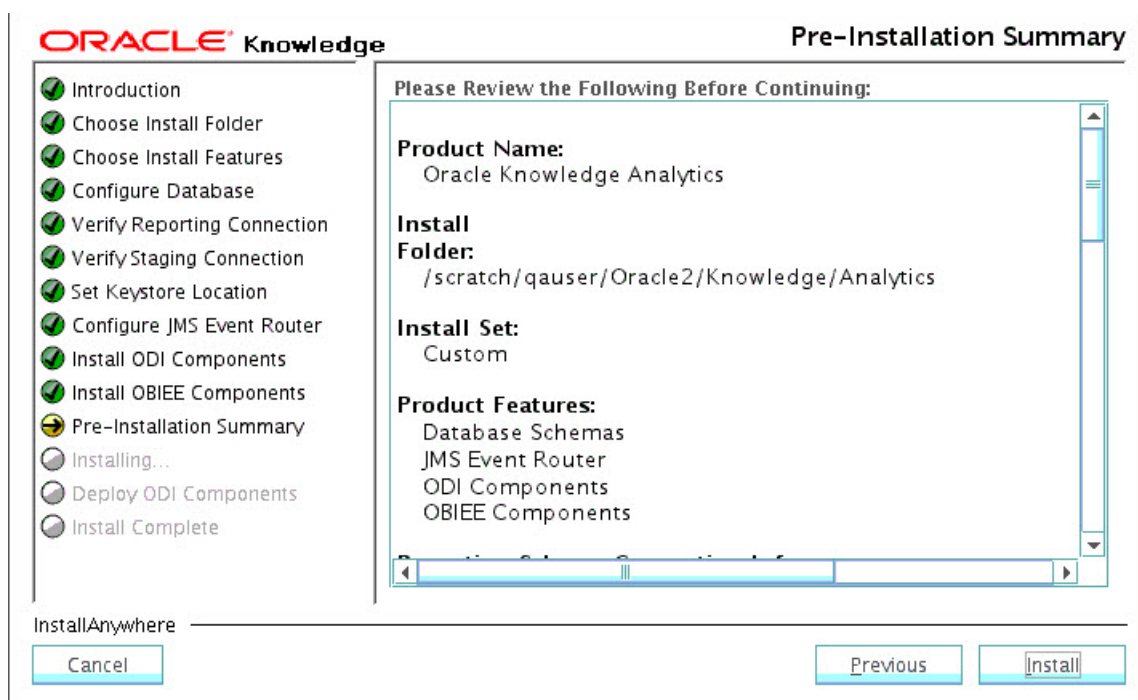 ORACLE Knowledge
Pre-Installation Summary
Introduction
Choose Install Folder
Choose Install Features
Configure Database
Verify Reporting Connection
Verify Staging Connection
Set Keystore Location
Configure JMS Event Router
Install ODI Components
Install OBIEE Components
Pre-Installation Summary
Installing...
Deploy ODI Components
Install Complete
Please Review the Following Before Continuing:
Product Name:
Oracle Knowledge Analytics
Install
Folder:
/scratch/qauser/Oracle2/Knowledge/Analytics
Install Set:
Custom
Product Features:
Database Schemas
JMS Event Router
ODI Components
OBIEE Components
InstallAnywhere
Cancel
Previous
Install